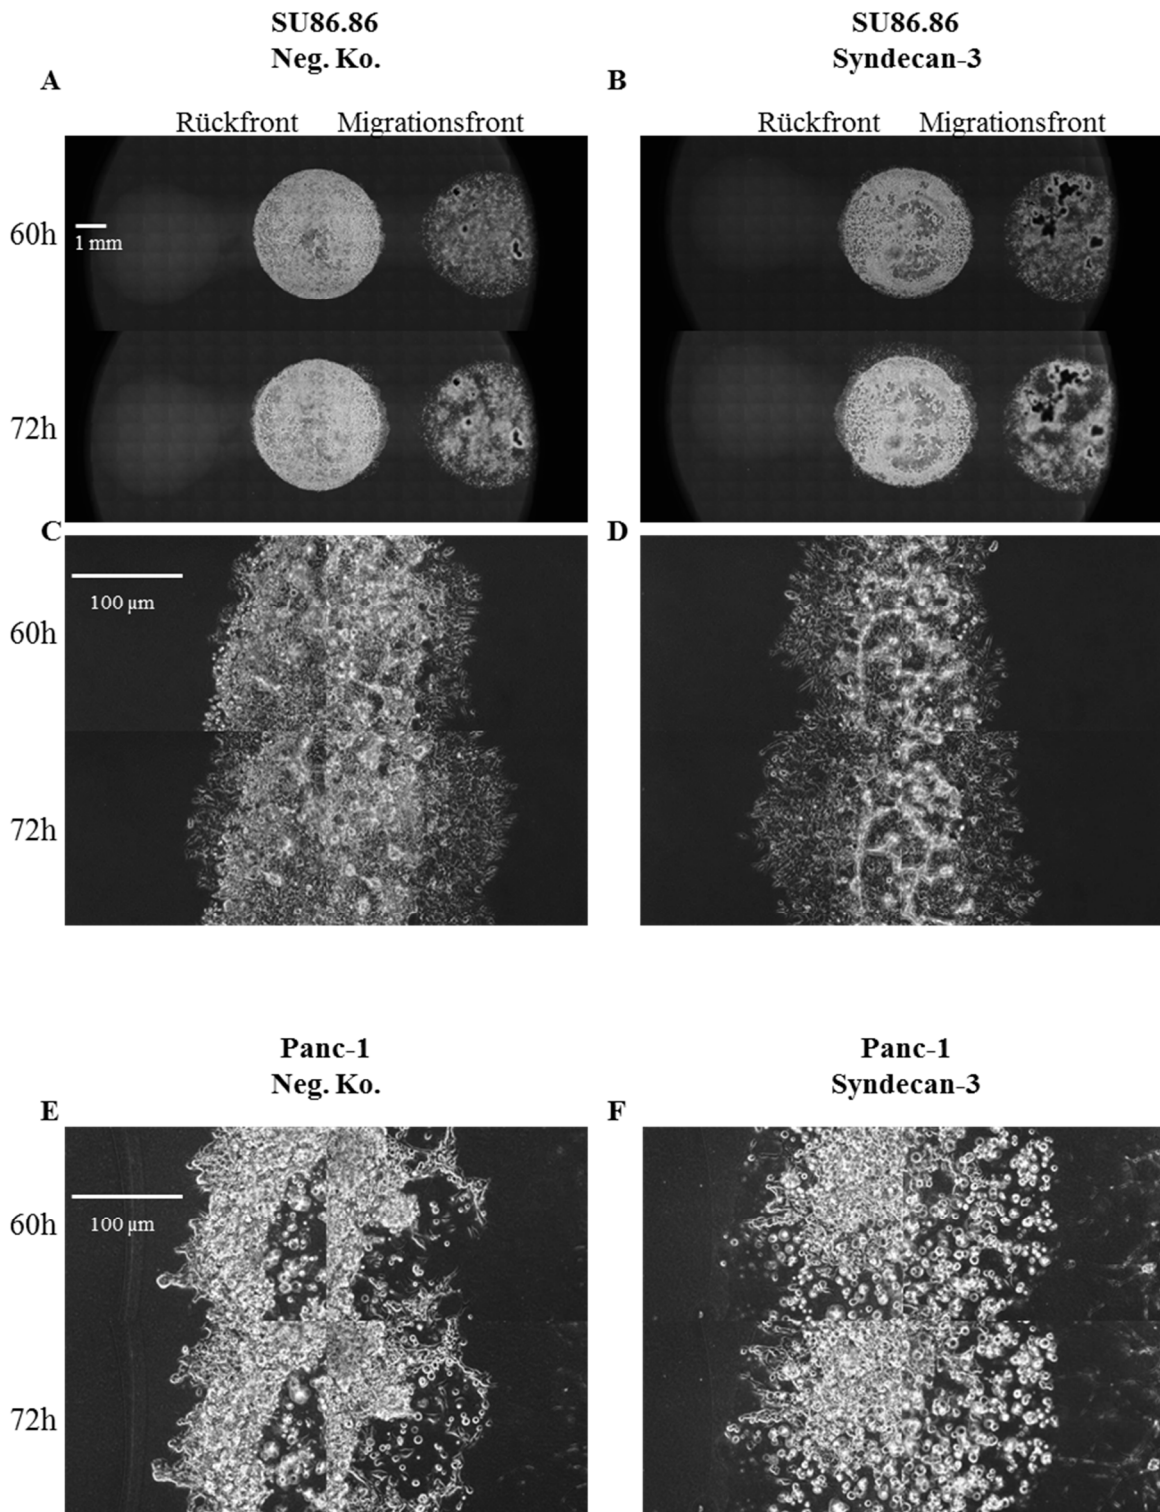 SU86.86
Neg. Ko.
SU86.86
Syndecan-3
A
B
Rückfront Migrationsfront
Rückfront Migrationsfront
60h
1 mm
72h
C
D
100 µm
60h
72h
Panc-1
Neg. Ko.
Panc-1
Syndecan-3
E
F
100 µm
60h
72h